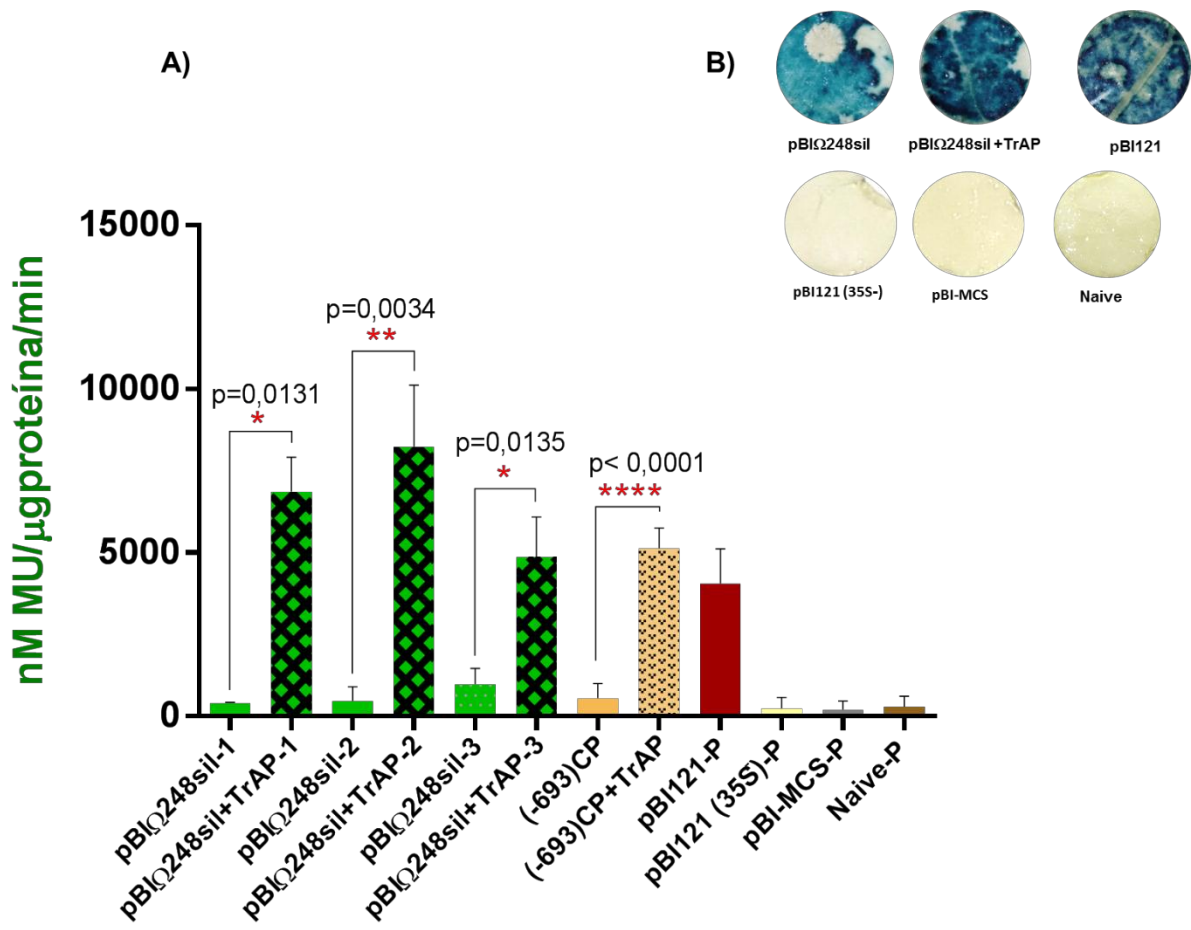 A)
B)
pBIΩ248sil
pBIΩ248sil +TrAP
pBI121
pBI121 (35S-)
pBI-MCS
Naive
nM MU/µgproteína/min
15000
10000
5000
0
p=0,0131
*
p=0,0034
**
p=0,0135
*
p< 0,0001
****
pBIΩ248sil-1
pBIΩ248sil+TrAP-1
pBIΩ248sil-2
pBIΩ248sil+TrAP-2
pBIΩ248sil-3
pBIΩ248sil+TrAP-3
(-693)CP
(-693)CP+TrAP
pBI121-P
pBI121 (35S)-P
pBI-MCS-P
Naive-P